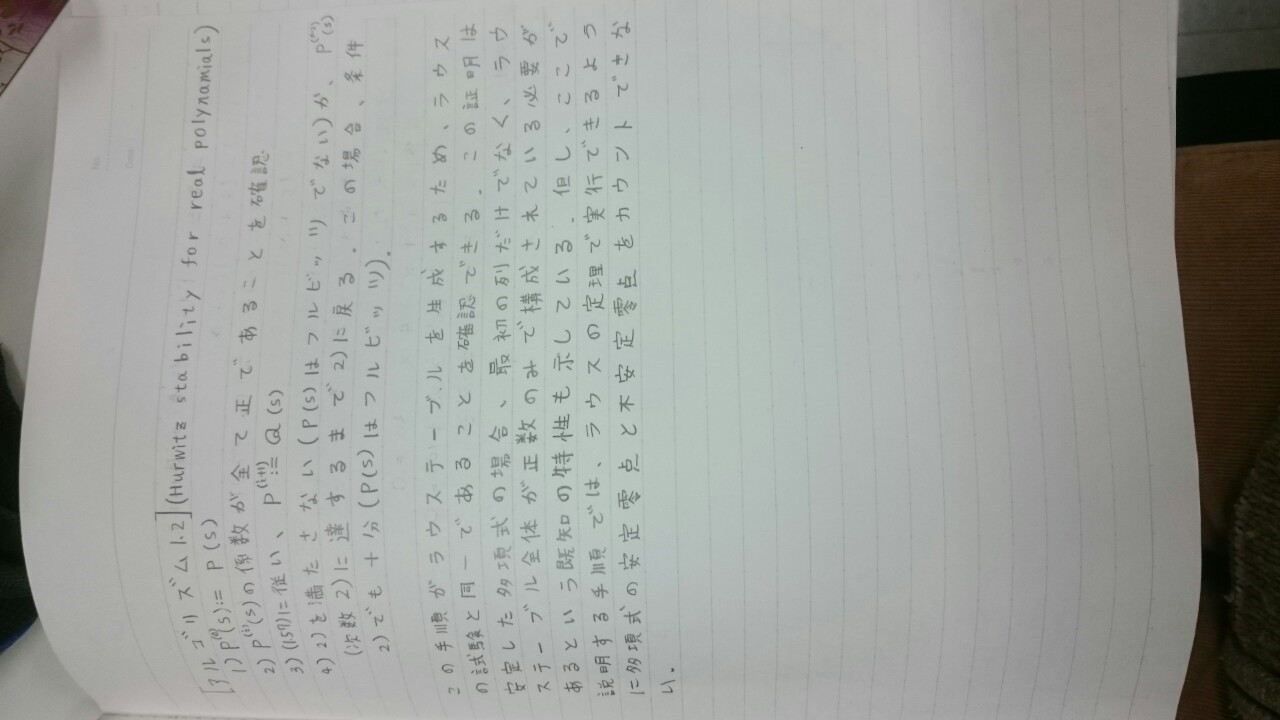 No.
Date
[アルゴリズム1.2](Hurwitz stability for real polynamials)
1) P⁽⁰⁾(s):= P(s)
2) P⁽ⁱ⁾(s)の係数が全て正であることを確認
3) (1.57)に従い、P⁽ⁱ⁺¹⁾:= Q(s)
4) 2)を満たさない(P(s)はフルビッツでない)か、P⁽ⁿ⁻²⁾(s)
(次数2)に達するまで2)に戻る. この場合、条件
2)でも十分(P(s)はフルビッツ).
この手順がラウステーブルを生成するため、ラウス
の試験と同一であることを確認できる. この証明は
安定した多項式の場合、最初の列だけでなく、ラウ
ステーブル全体が正数のみで構成されている必要が
あるという既知の特性も示している. 但し、ここで
説明する手順では、ラウスの定理で実行できるよう
に多項式の安定零点と不安定零点をカウントできな
い.